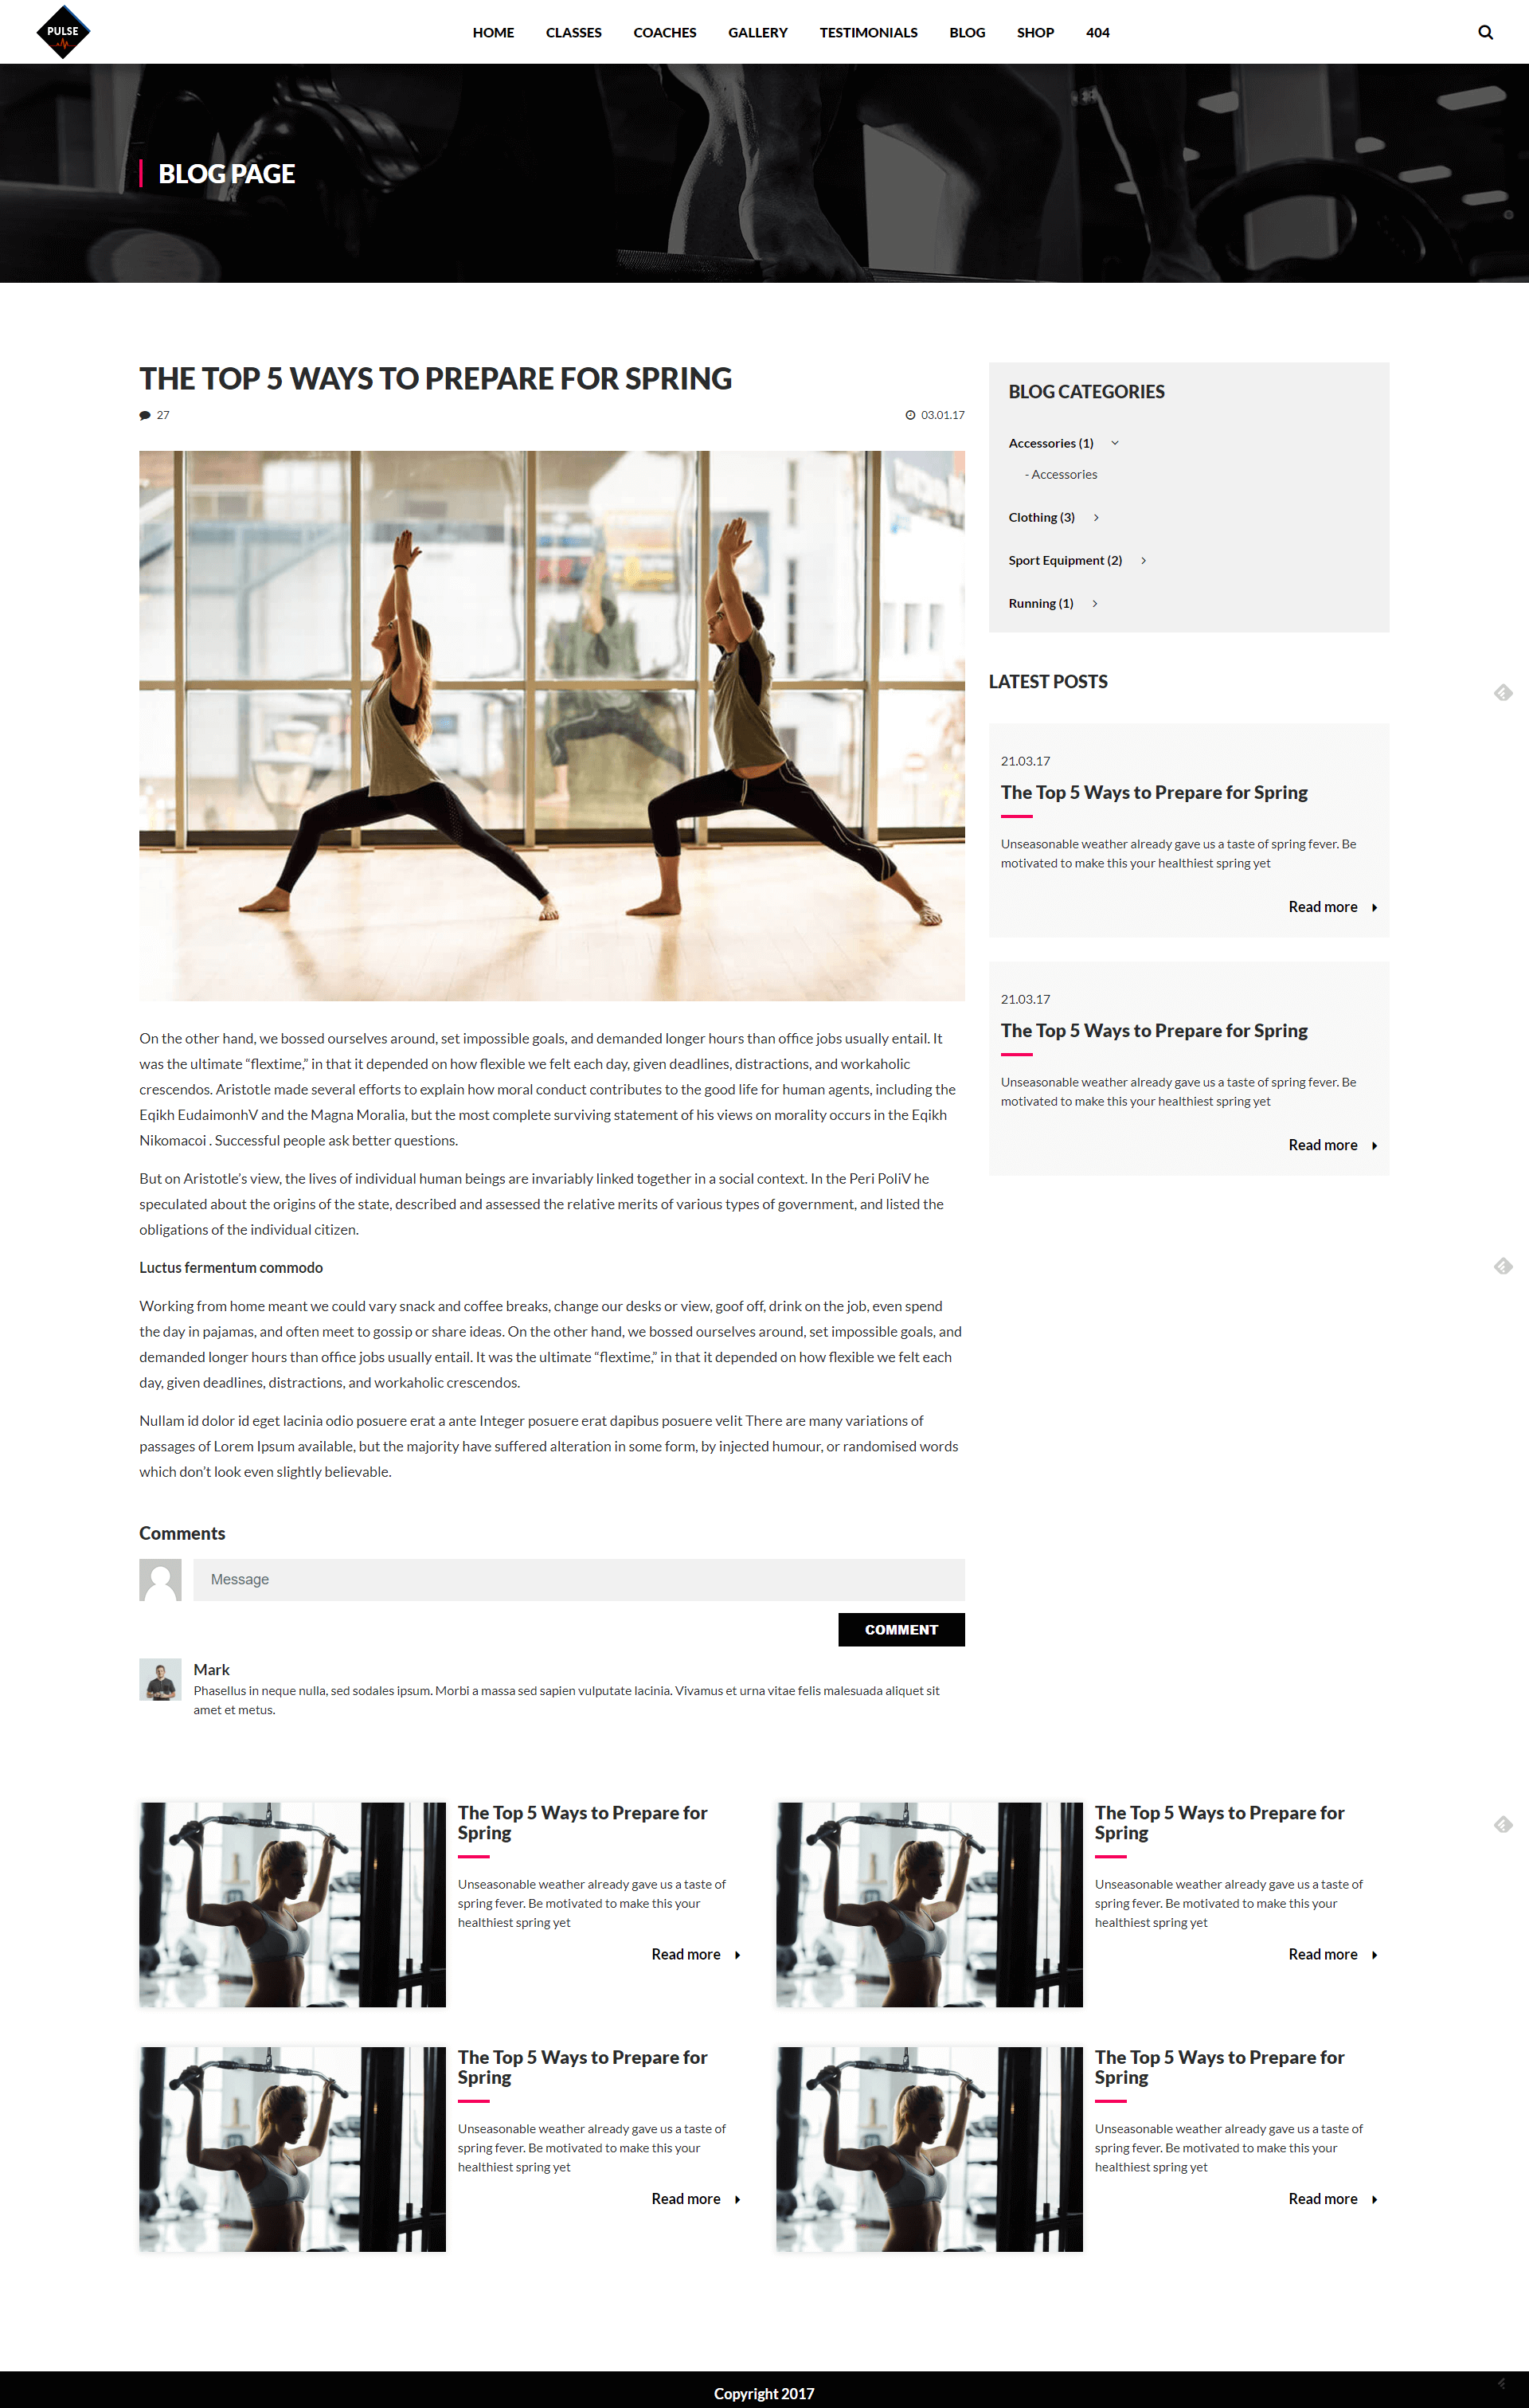 PULSE
HOME CLASSES COACHES GALLERY TESTIMONIALS BLOG SHOP 404
BLOG PAGE
THE TOP 5 WAYS TO PREPARE FOR SPRING
27
03.01.17
On the other hand, we bossed ourselves around, set impossible goals, and demanded longer hours than office jobs usually entail. It
was the ultimate “flextime,” in that it depended on how flexible we felt each day, given deadlines, distractions, and workaholic
crescendos. Aristotle made several efforts to explain how moral conduct contributes to the good life for human agents, including the
Eqikh EudaimonhV and the Magna Moralia, but the most complete surviving statement of his views on morality occurs in the Eqikh
Nikomacoi . Successful people ask better questions.
But on Aristotle’s view, the lives of individual human beings are invariably linked together in a social context. In the Peri PoliV he
speculated about the origins of the state, described and assessed the relative merits of various types of government, and listed the
obligations of the individual citizen.
Luctus fermentum commodo
Working from home meant we could vary snack and coffee breaks, change our desks or view, goof off, drink on the job, even spend
the day in pajamas, and often meet to gossip or share ideas. On the other hand, we bossed ourselves around, set impossible goals, and
demanded longer hours than office jobs usually entail. It was the ultimate “flextime,” in that it depended on how flexible we felt each
day, given deadlines, distractions, and workaholic crescendos.
Nullam id dolor id eget lacinia odio posuere erat a ante Integer posuere erat dapibus posuere velit There are many variations of
passages of Lorem Ipsum available, but the majority have suffered alteration in some form, by injected humour, or randomised words
which don’t look even slightly believable.
Comments
Message
COMMENT
Mark
Phasellus in neque nulla, sed sodales ipsum. Morbi a massa sed sapien vulputate lacinia. Vivamus et urna vitae felis malesuada aliquet sit
amet et metus.
BLOG CATEGORIES
Accessories (1)
- Accessories
Clothing (3)
Sport Equipment (2)
Running (1)
LATEST POSTS
21.03.17
The Top 5 Ways to Prepare for Spring
Unseasonable weather already gave us a taste of spring fever. Be
motivated to make this your healthiest spring yet
Read more
21.03.17
The Top 5 Ways to Prepare for Spring
Unseasonable weather already gave us a taste of spring fever. Be
motivated to make this your healthiest spring yet
Read more
The Top 5 Ways to Prepare for
Spring
Unseasonable weather already gave us a taste of
spring fever. Be motivated to make this your
healthiest spring yet
Read more
The Top 5 Ways to Prepare for
Spring
Unseasonable weather already gave us a taste of
spring fever. Be motivated to make this your
healthiest spring yet
Read more
The Top 5 Ways to Prepare for
Spring
Unseasonable weather already gave us a taste of
spring fever. Be motivated to make this your
healthiest spring yet
Read more
The Top 5 Ways to Prepare for
Spring
Unseasonable weather already gave us a taste of
spring fever. Be motivated to make this your
healthiest spring yet
Read more
Copyright 2017